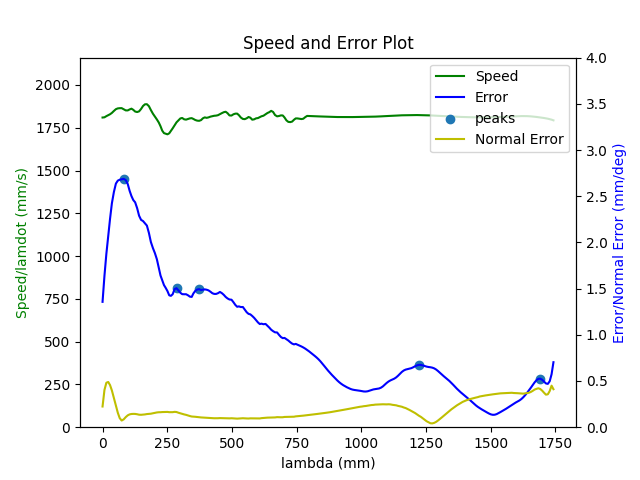 Speed and Error Plot
Speed
Error
peaks
Normal Error
Speed/lamdot (mm/s)
2000
1750
1500
1250
1000
750
500
250
0
4.0
3.5
3.0
2.5
2.0
1.5
1.0
0.5
0.0
Error/Normal Error (mm/deg)
0 250 500 750 1000 1250 1500 1750
lambda (mm)